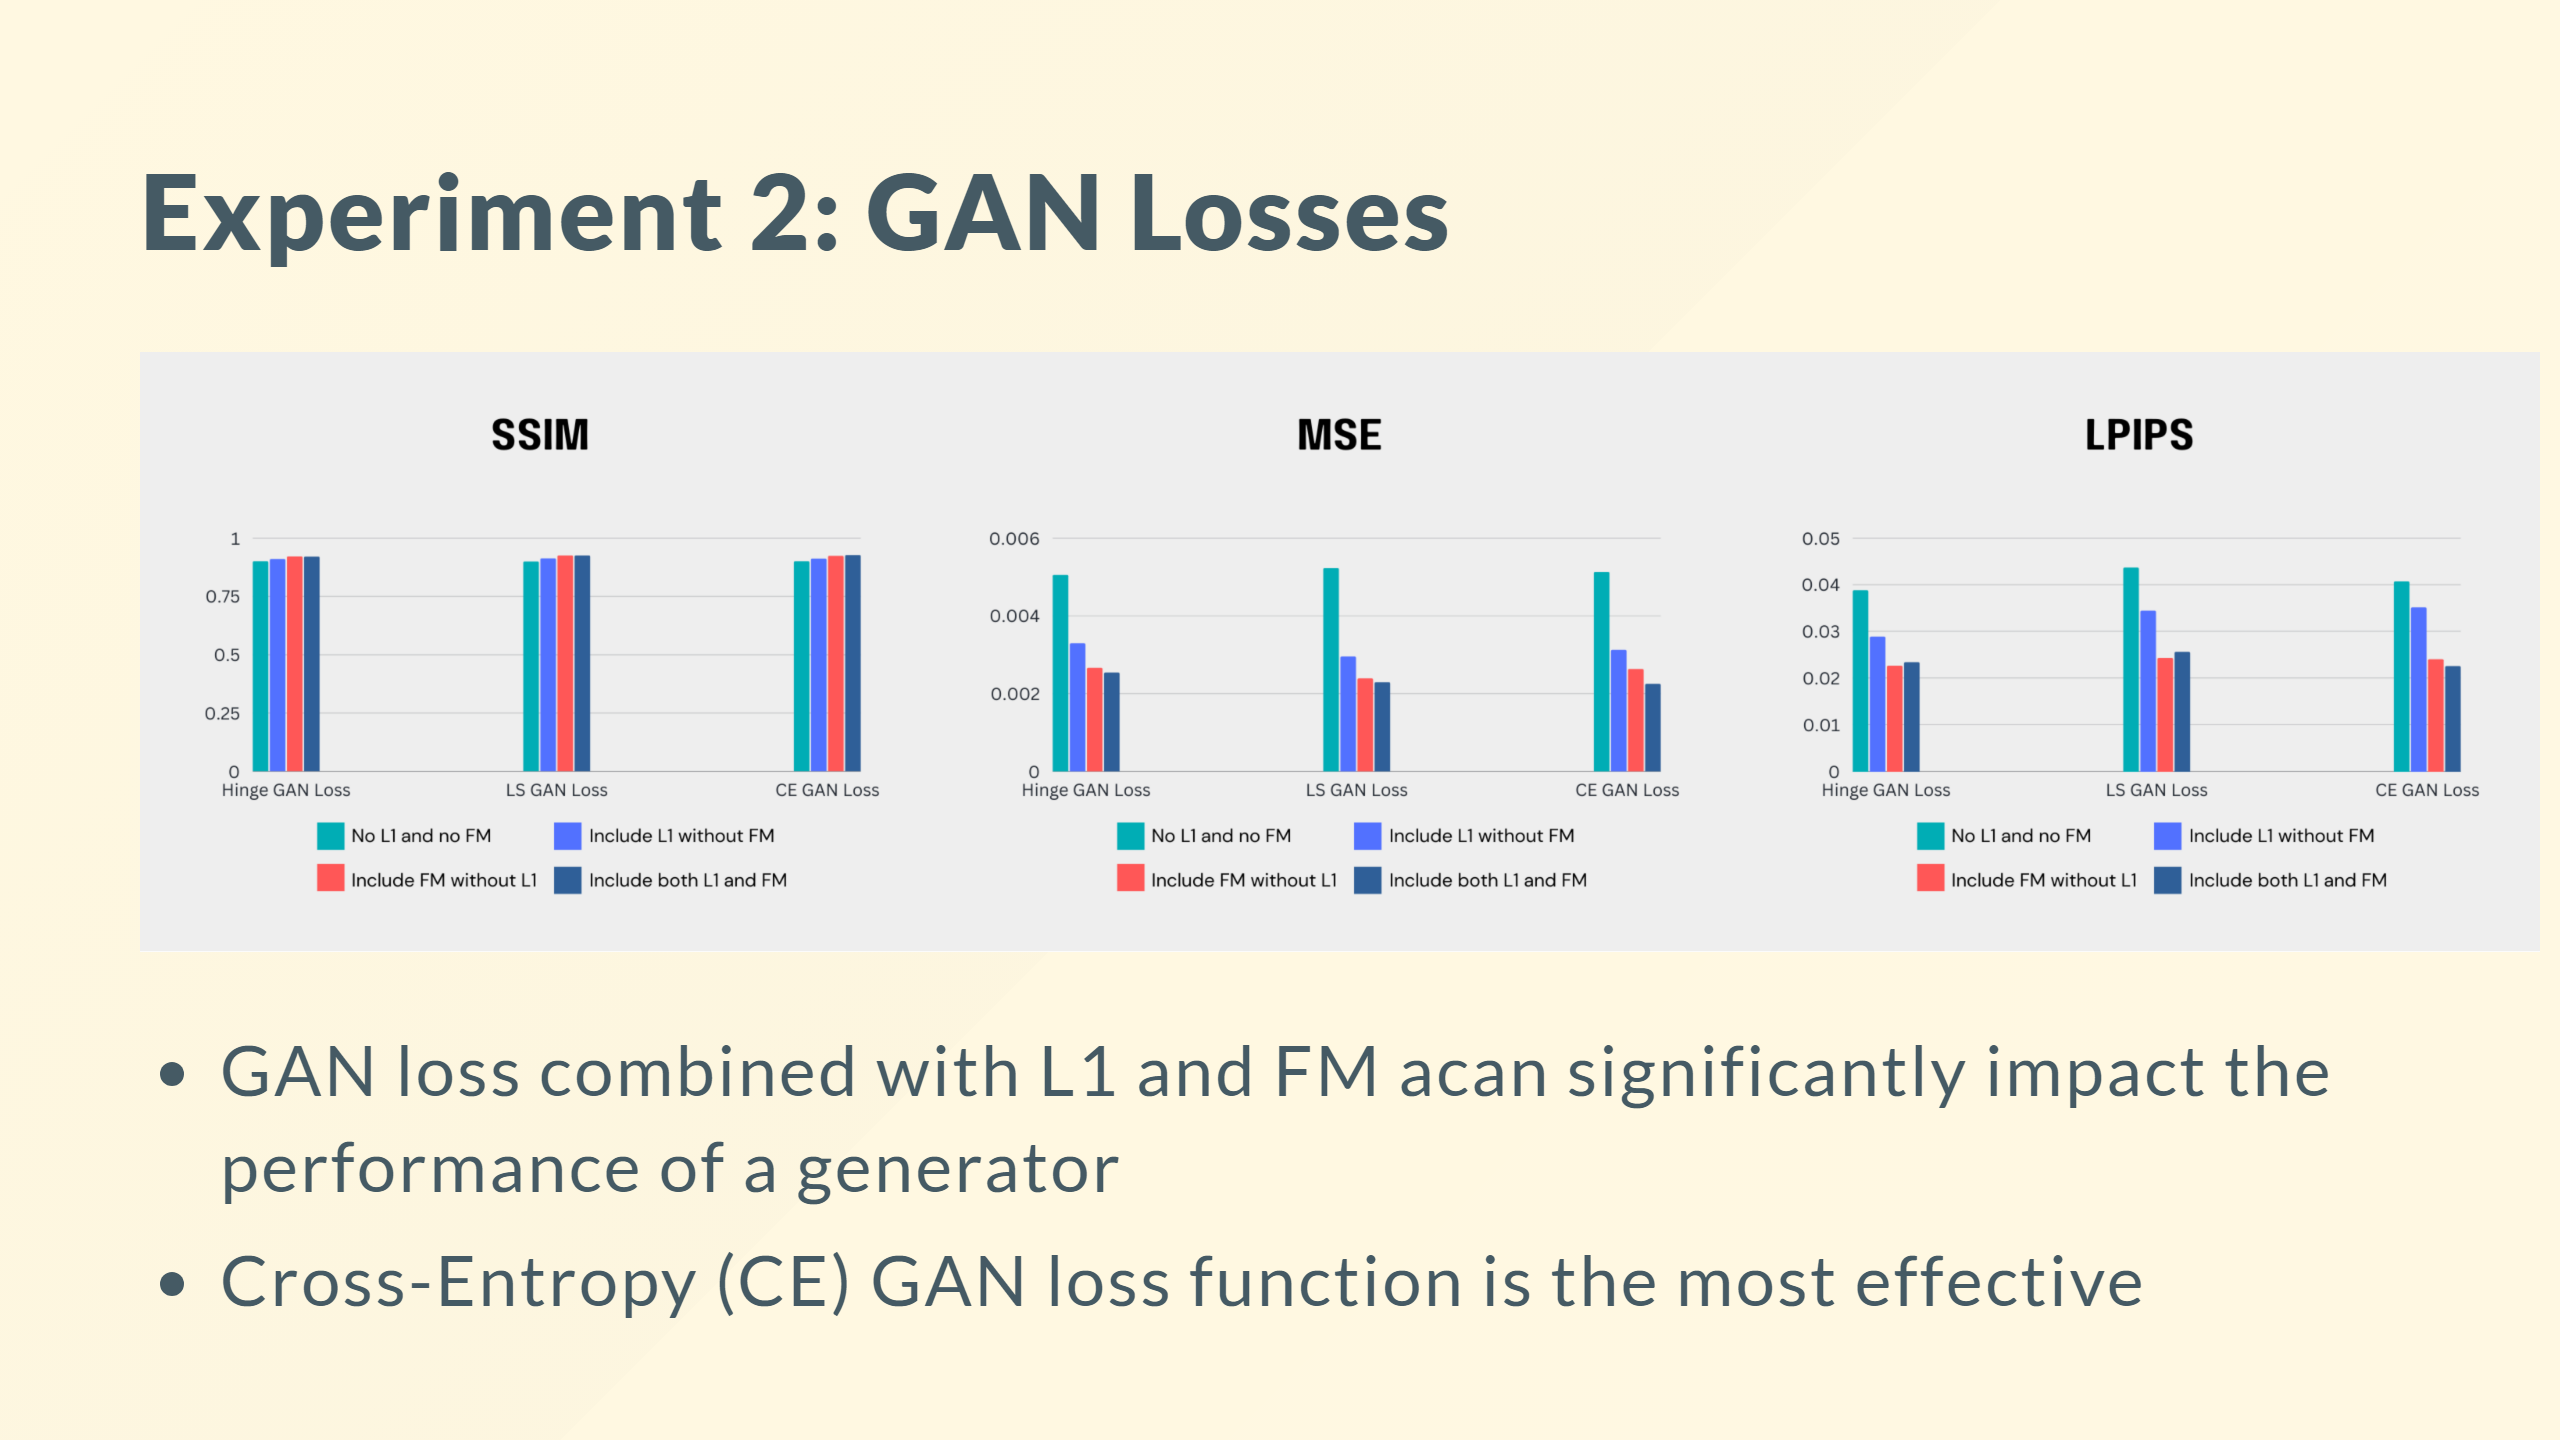 Experiment 2: GAN Losses
SSIM
1
0.75
0.5
0.25
0
Hinge GAN Loss LS GAN Loss CE GAN Loss
No L1 and no FM Include L1 without FM
Include FM without L1 Include both L1 and FM
MSE
0.006
0.004
0.002
0
Hinge GAN Loss LS GAN Loss CE GAN Loss
No L1 and no FM Include L1 without FM
Include FM without L1 Include both L1 and FM
LPIPS
0.05
0.04
0.03
0.02
0.01
0
Hinge GAN Loss LS GAN Loss CE GAN Loss
No L1 and no FM Include L1 without FM
Include FM without L1 Include both L1 and FM
• GAN loss combined with L1 and FM acan significantly impact the
performance of a generator
• Cross-Entropy (CE) GAN loss function is the most effective